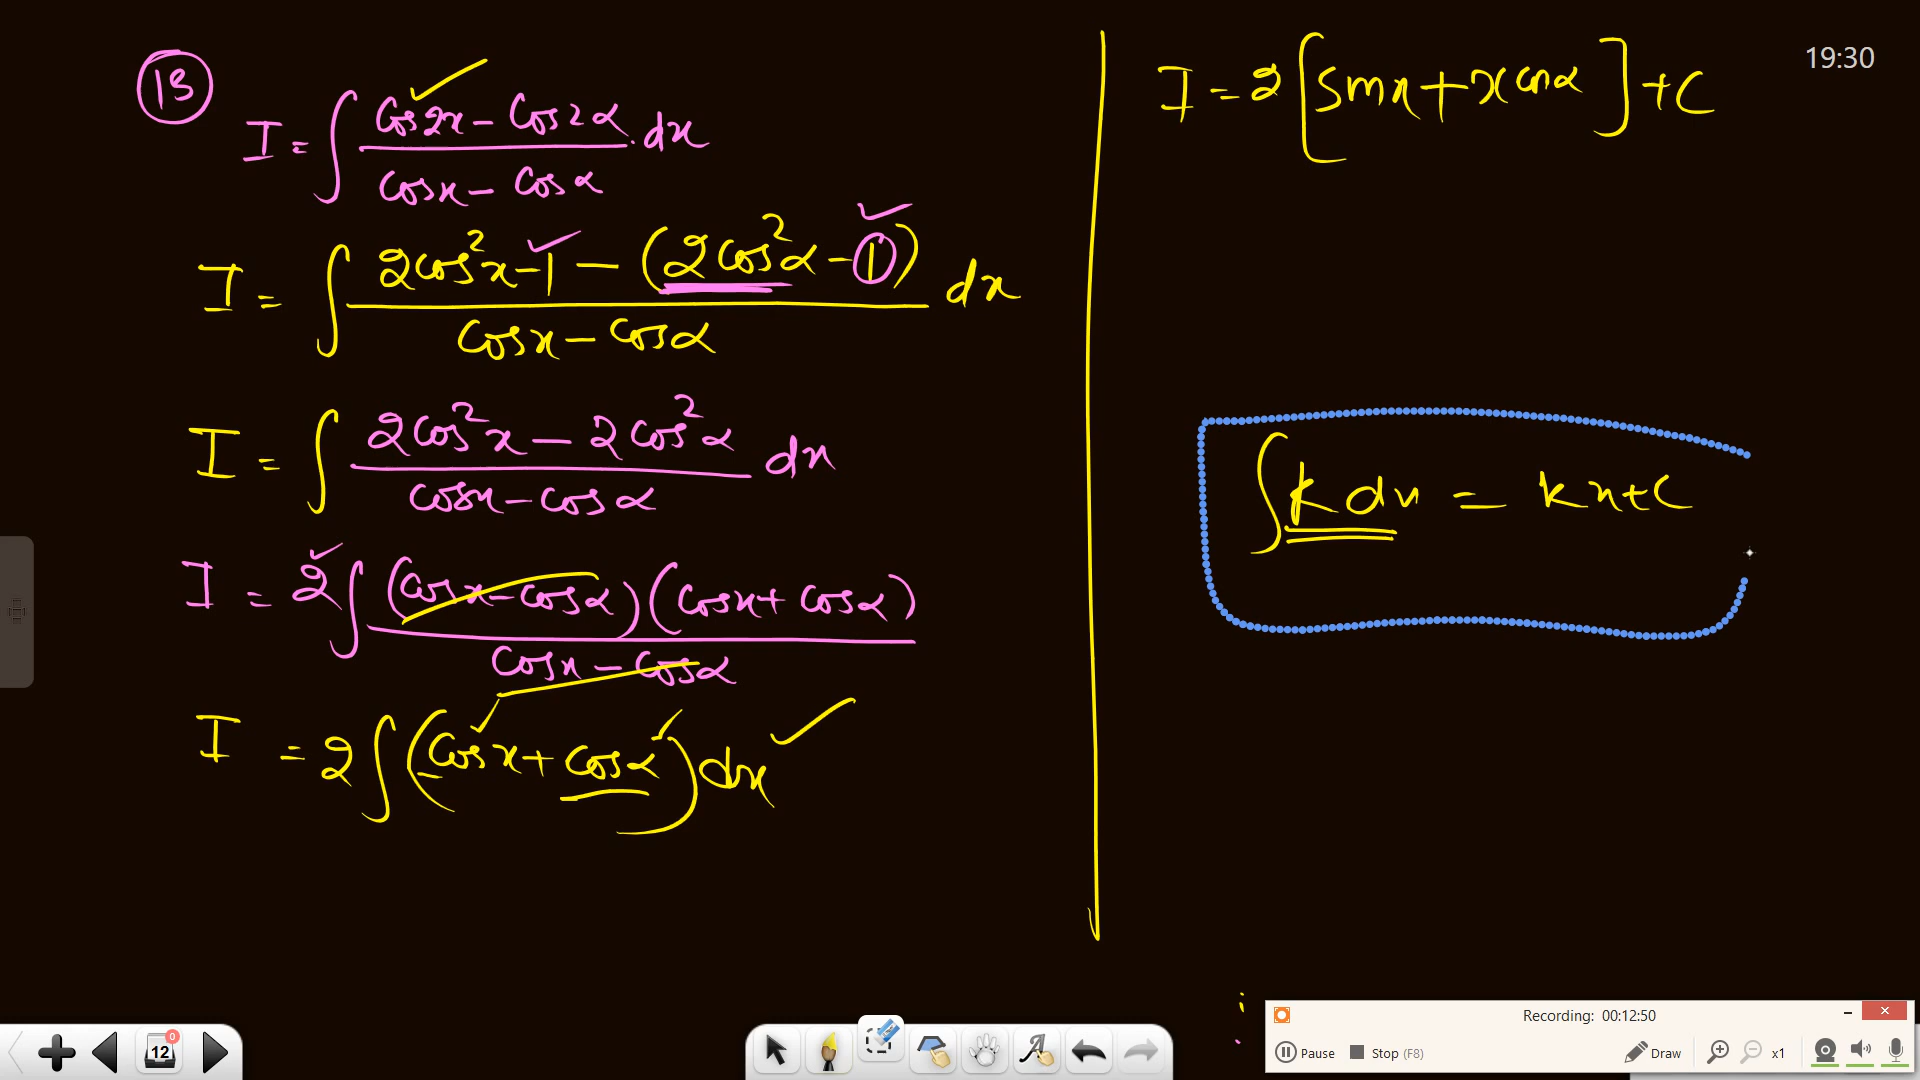 13
I = ∫ (Cos2x − Cos2α)/(Cosx − Cosα) . dx
I = ∫ (2cos²x − 1 − (2cos²α − 1))/(Cosx − Cosα) dx
I = ∫ (2cos²x − 2cos²α)/(cosx − cosα) dx
I = 2∫ (cosx − cosα)(cosx + cosα)/(cosx − cosα)
I = 2∫ (cosx + cosα) dx
I = 2[Sinx + x cosα] + C
∫ k dx = kx + C
19:30
12
0
Recording: 00:12:50
Pause
Stop (F8)
Draw
x1